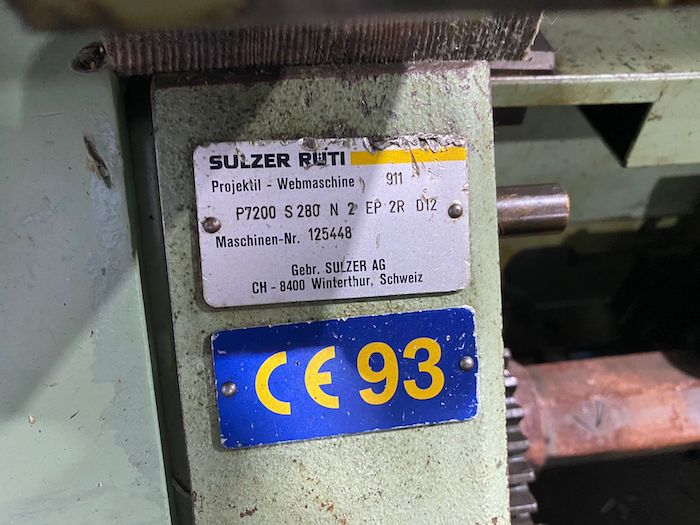 SULZER RÜTI
Projektil - Webmaschine 911
P7200 S 280 N 2 EP 2R D12
Maschinen-Nr. 125448
Gebr. SULZER AG
CH - 8400 Winterthur, Schweiz
CE 93